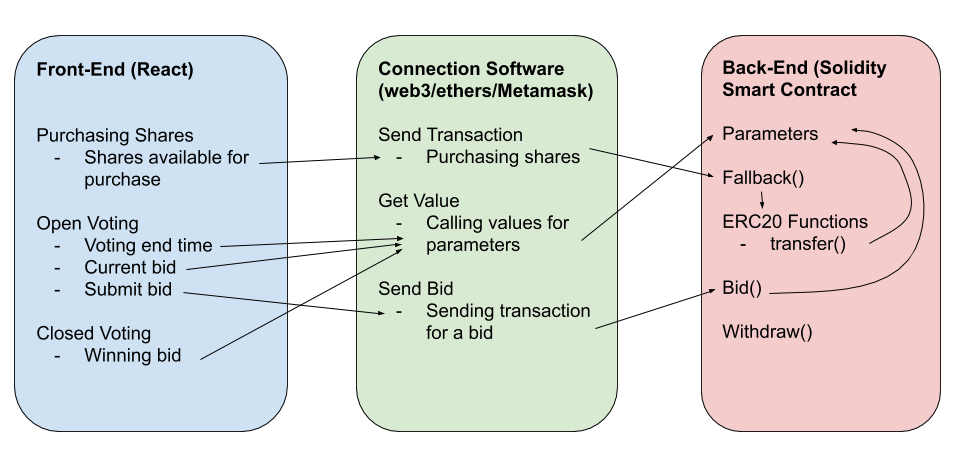 Front-End (React)
Purchasing Shares
- Shares available for
purchase
Open Voting
- Voting end time
- Current bid
- Submit bid
Closed Voting
- Winning bid
Connection Software
(web3/ethers/Metamask)
Send Transaction
- Purchasing shares
Get Value
- Calling values for
parameters
Send Bid
- Sending transaction
for a bid
Back-End (Solidity
Smart Contract
Parameters
Fallback()
ERC20 Functions
- transfer()
Bid()
Withdraw()